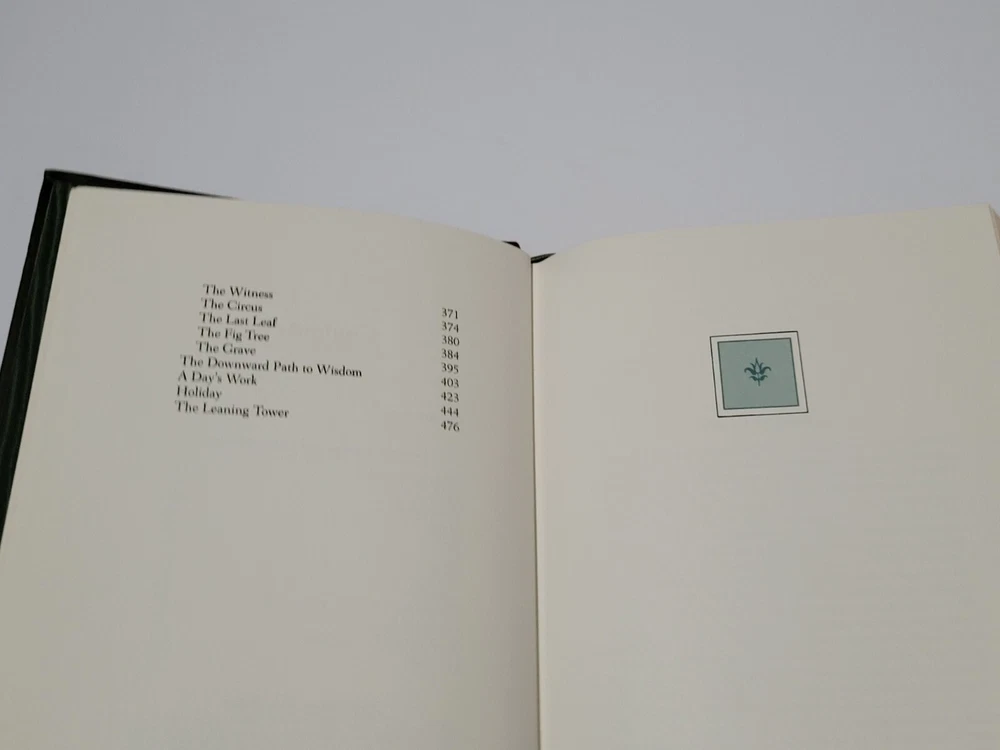 The Witness 371
The Circus 374
The Last Leaf 380
The Fig Tree 384
The Grave 395
The Downward Path to Wisdom 403
A Day's Work 423
Holiday 444
The Leaning Tower 476